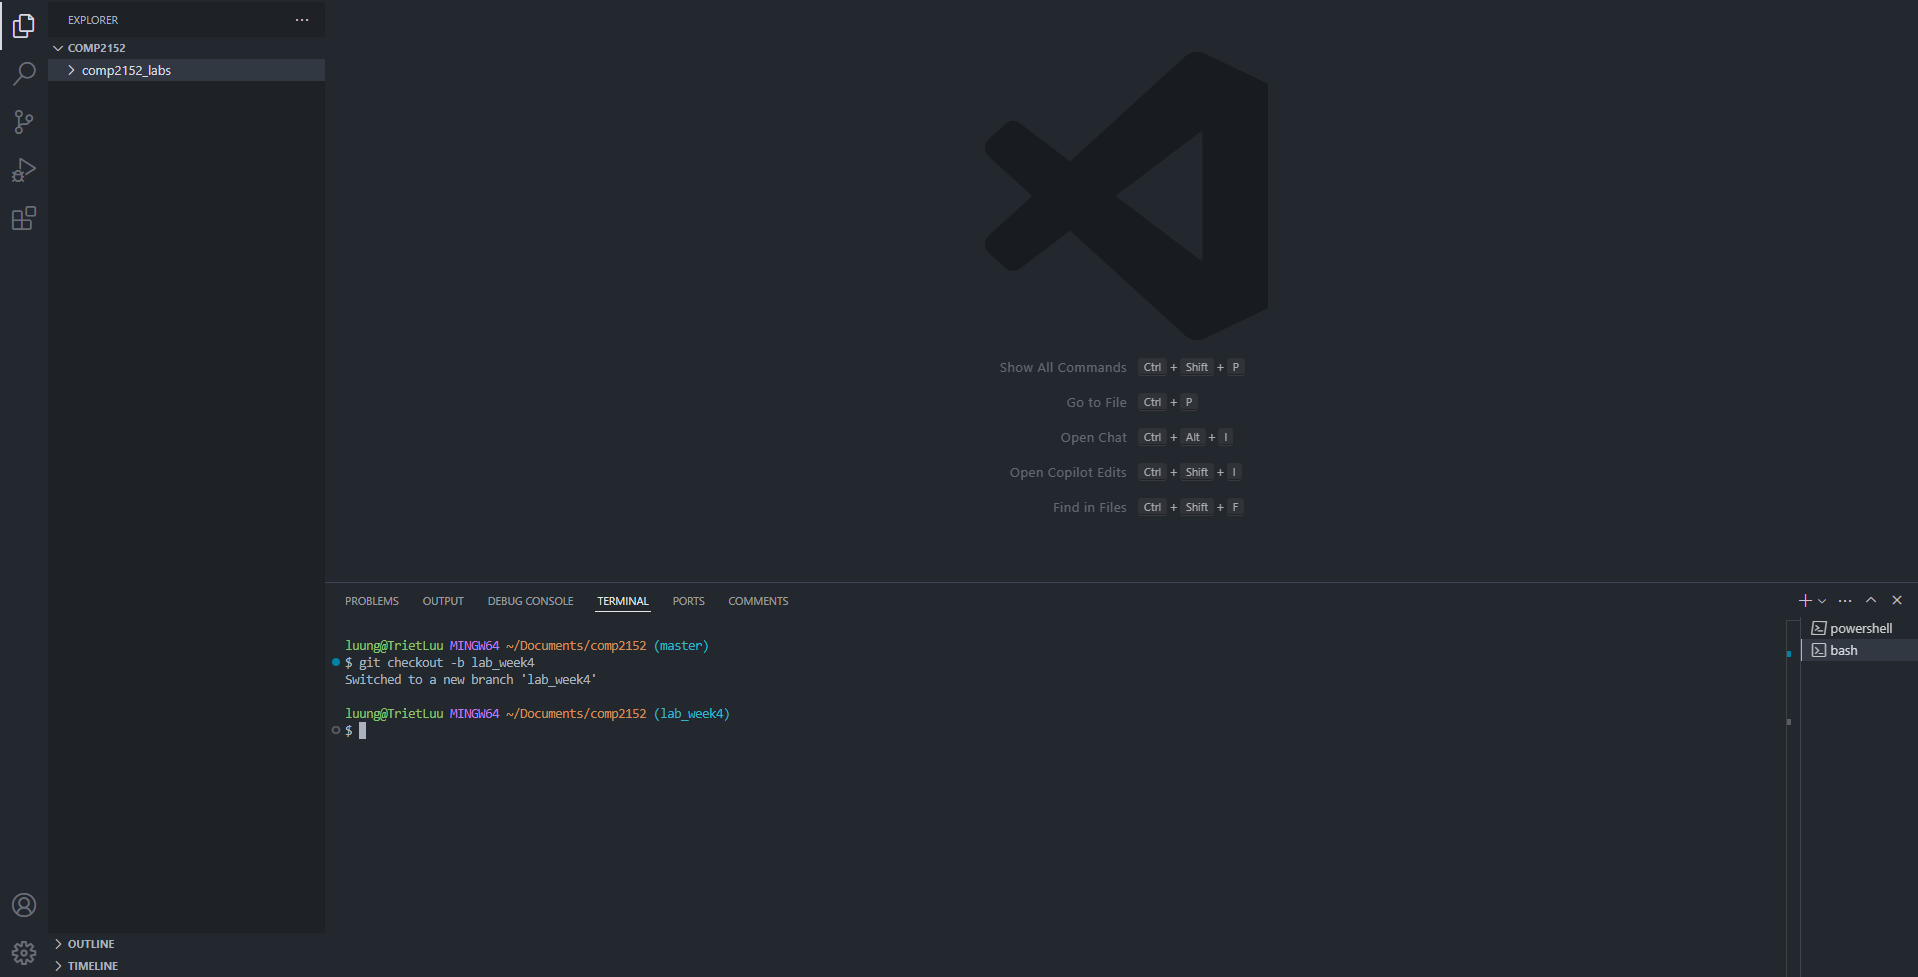 EXPLORER
COMP2152
comp2152_labs
OUTLINE
TIMELINE
Show All Commands Ctrl + Shift + P
Go to File Ctrl + P
Open Chat Ctrl + Alt + I
Open Copilot Edits Ctrl + Shift + I
Find in Files Ctrl + Shift + F
PROBLEMS OUTPUT DEBUG CONSOLE TERMINAL PORTS COMMENTS
luung@TrietLuu MINGW64 ~/Documents/comp2152 (master)
$ git checkout -b lab_week4
Switched to a new branch 'lab_week4'
luung@TrietLuu MINGW64 ~/Documents/comp2152 (lab_week4)
$
powershell
bash